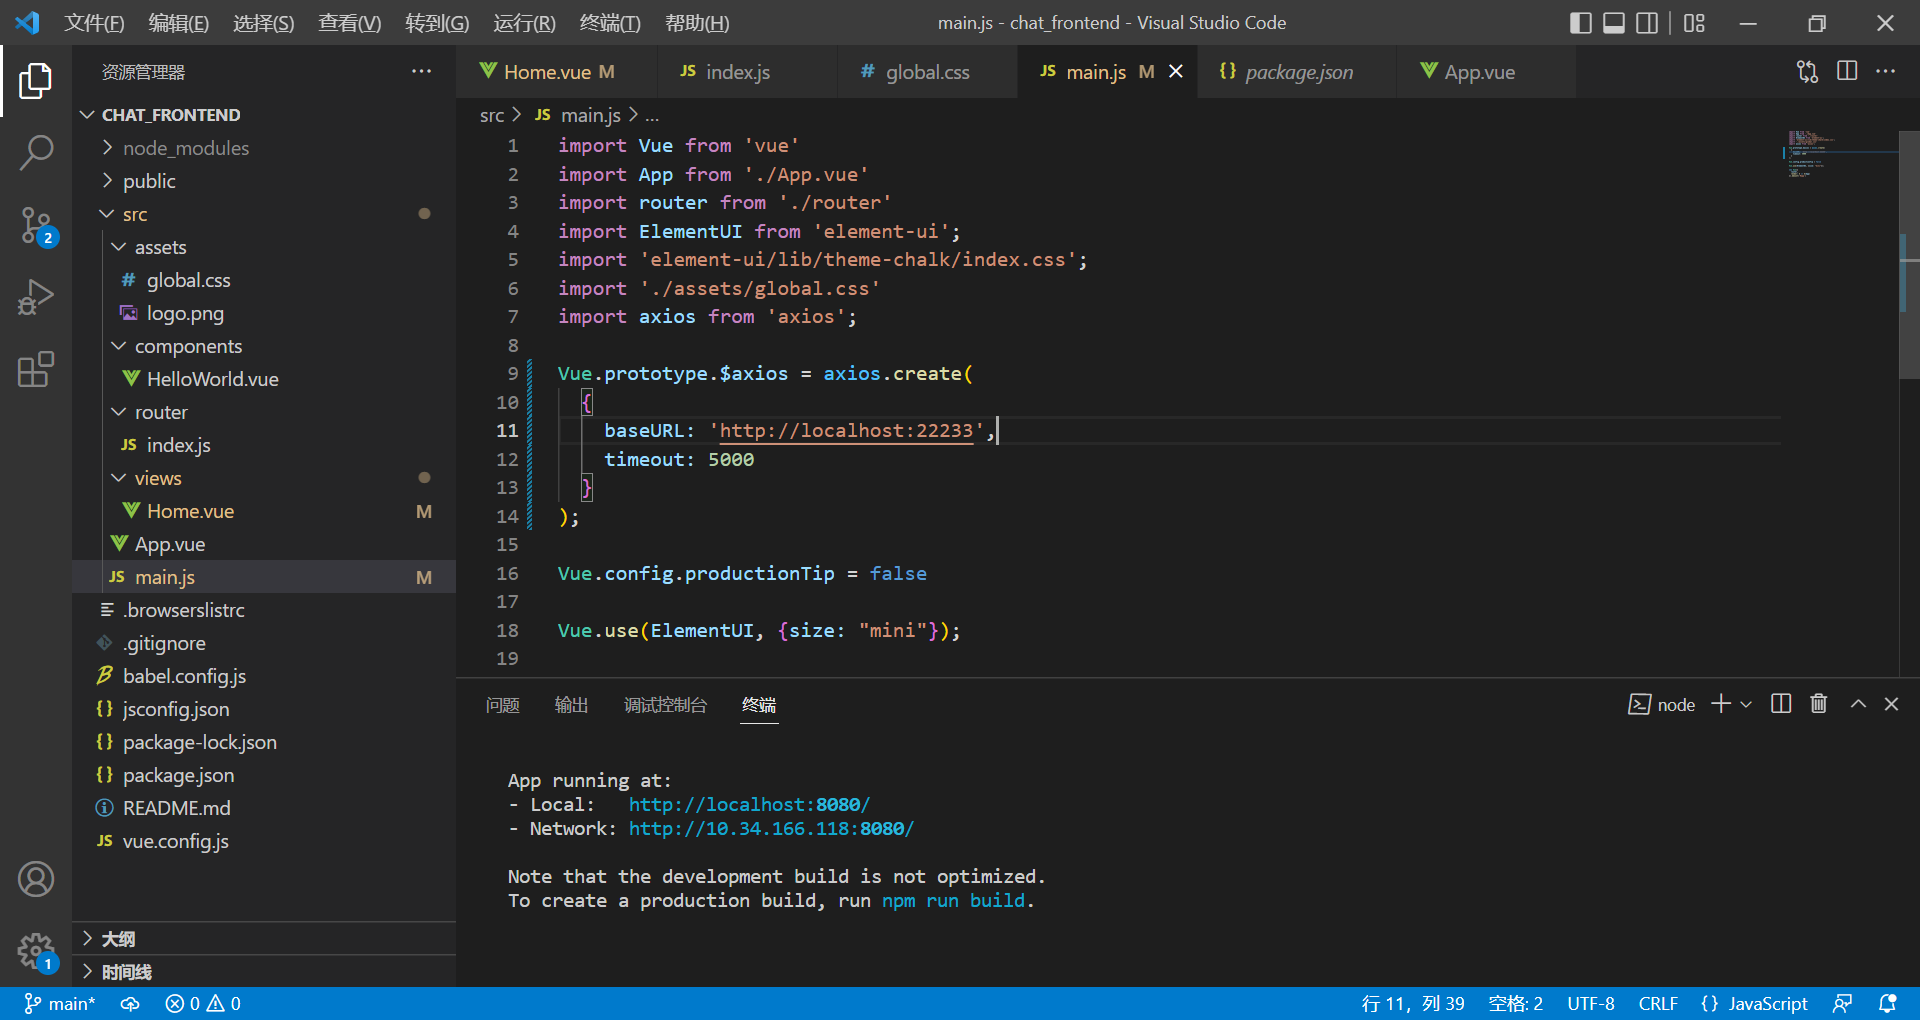 文件(F) 编辑(E) 选择(S) 查看(V) 转到(G) 运行(R) 终端(T) 帮助(H) main.js - chat_frontend - Visual Studio Code
资源管理器 ···
CHAT_FRONTEND
node_modules
public
src
assets
# global.css
logo.png
components
HelloWorld.vue
router
JS index.js
views
Home.vue M
App.vue
JS main.js M
.browserslistrc
.gitignore
babel.config.js
{} jsconfig.json
{} package-lock.json
{} package.json
README.md
JS vue.config.js
大纲
时间线
2
1
Home.vue M JS index.js # global.css JS main.js M {} package.json App.vue
src > JS main.js > ...
1 import Vue from 'vue'
2 import App from './App.vue'
3 import router from './router'
4 import ElementUI from 'element-ui';
5 import 'element-ui/lib/theme-chalk/index.css';
6 import './assets/global.css'
7 import axios from 'axios';
8
9 Vue.prototype.$axios = axios.create(
10 {
11 baseURL: 'http://localhost:22233',
12 timeout: 5000
13 }
14 );
15
16 Vue.config.productionTip = false
17
18 Vue.use(ElementUI, {size: "mini"});
19
问题 输出 调试控制台 终端 node
App running at:
- Local: http://localhost:8080/
- Network: http://10.34.166.118:8080/
Note that the development build is not optimized.
To create a production build, run npm run build.
main* 0 0 行 11，列 39 空格: 2 UTF-8 CRLF {} JavaScript